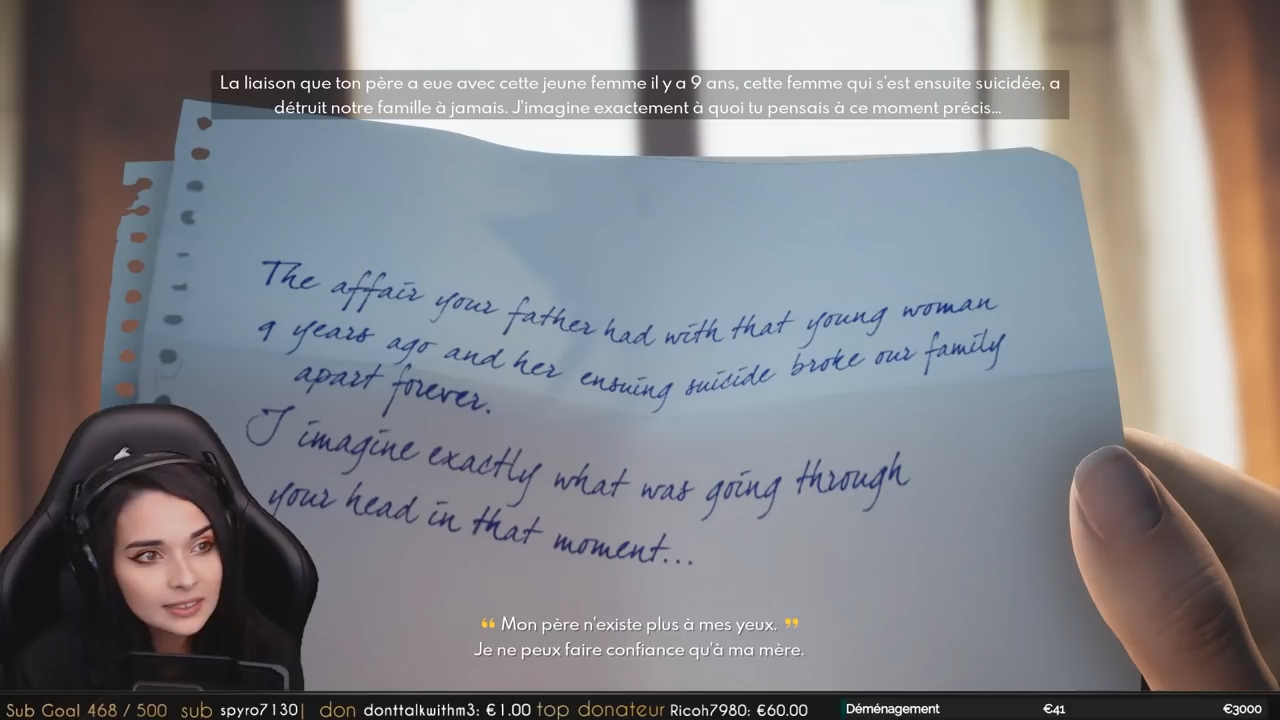 La liaison que ton père a eue avec cette jeune femme il y a 9 ans, cette femme qui s'est ensuite suicidée, a
détruit notre famille à jamais. J'imagine exactement à quoi tu pensais à ce moment précis...
The affair your father had with that young woman
9 years ago and her ensuing suicide broke our family
apart forever.
I imagine exactly what was going through
your head in that moment...
“ Mon père n'existe plus à mes yeux. ”
Je ne peux faire confiance qu'à ma mère.
Sub Goal 468 / 500 sub spyro7130| don donttalkwithm3: €1.00 top donateur Ricoh7980: €60.00 Déménagement €41 €3000